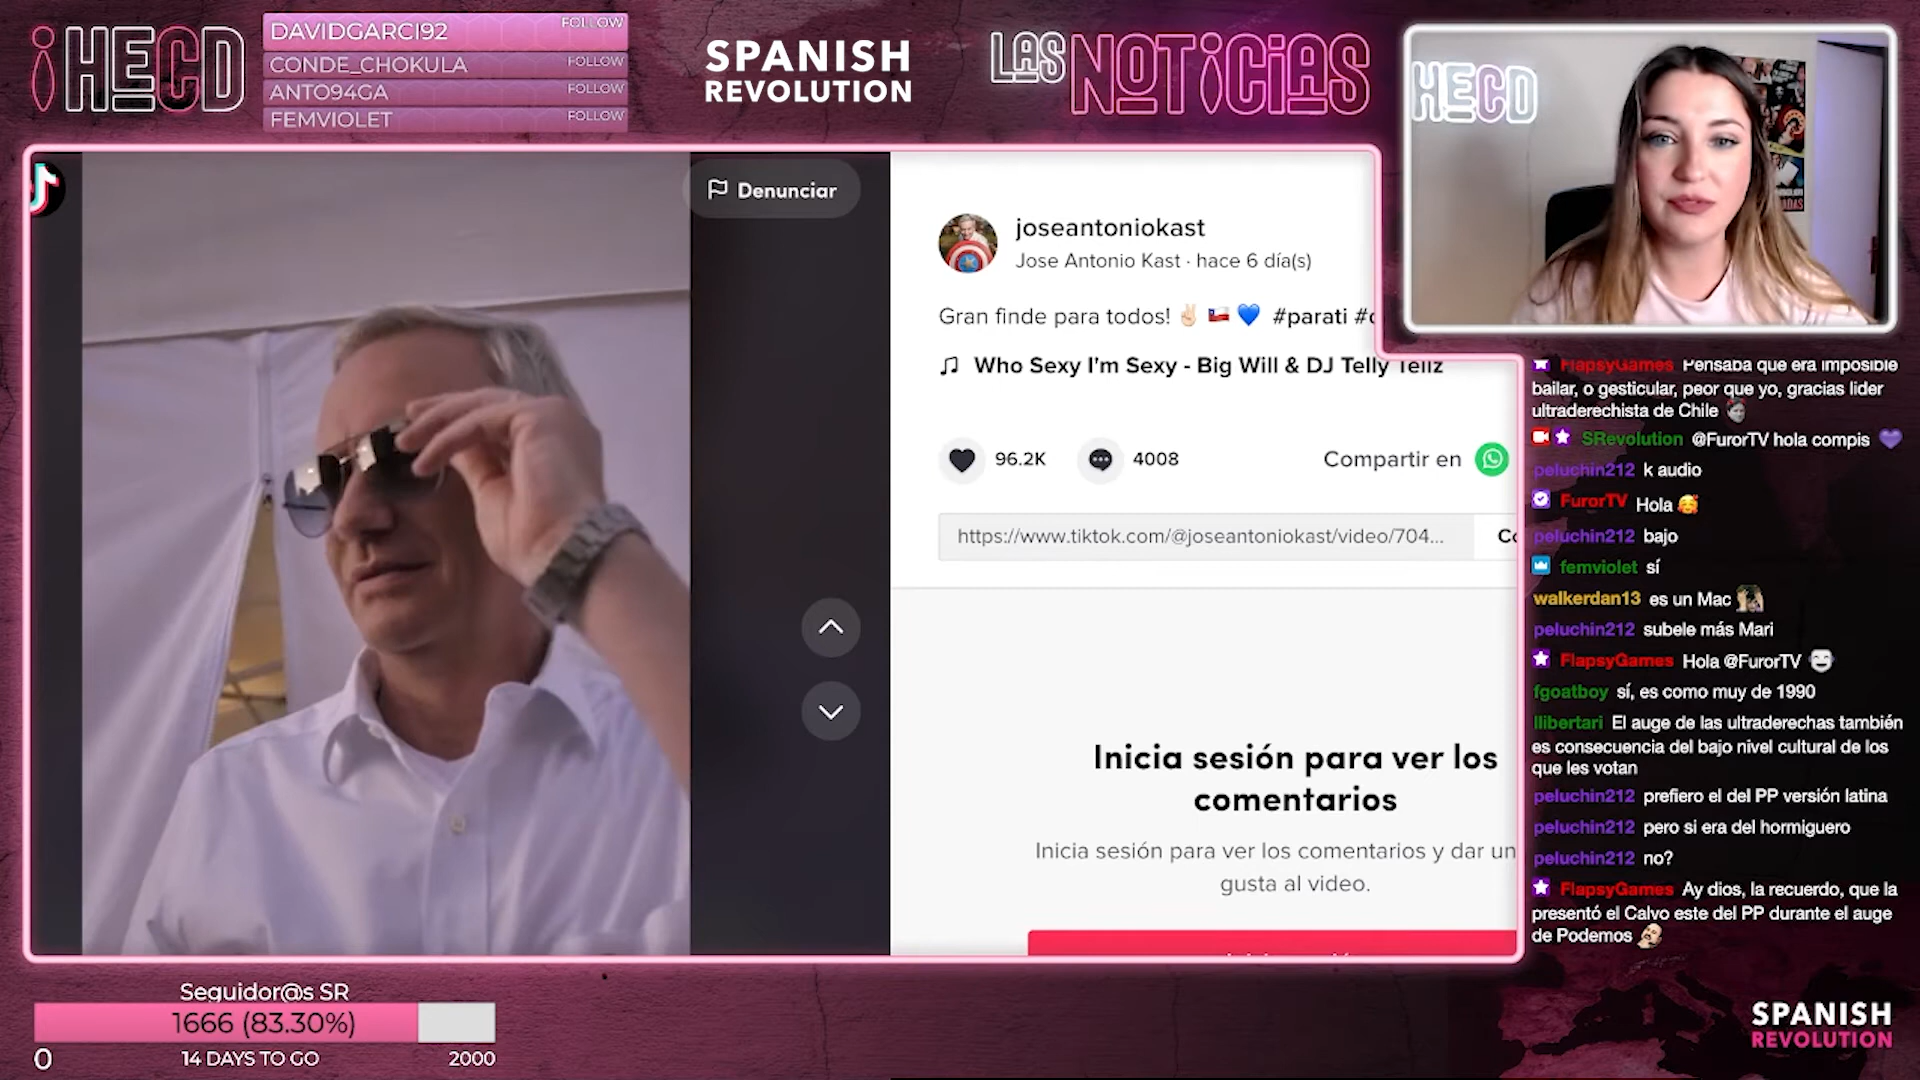 HECD
DAVIDGARCI92 FOLLOW
CONDE_CHOKULA FOLLOW
ANTO94GA FOLLOW
FEMVIOLET FOLLOW
SPANISH
REVOLUTION
LAS NOTICIAS
HECD
Denunciar
joseantoniokast
Jose Antonio Kast · hace 6 día(s)
Gran finde para todos! ✌🏻 🇨🇱 💙 #parati
Who Sexy I'm Sexy - Big Will & DJ Telly Tellz
96.2K 4008 Compartir en
https://www.tiktok.com/@joseantoniokast/video/704...
Inicia sesión para ver los
comentarios
Inicia sesión para ver los comentarios y dar un
gusta al video.
FlapsyGames Pensaba que era imposible
bailar, o gesticular, peor que yo, gracias lider
ultraderechista de Chile
SRevolution @FurorTV hola compis 💜
peluchin212 k audio
FurorTV Hola 🥰
peluchin212 bajo
femviolet sí
walkerdan13 es un Mac
peluchin212 subele más Mari
FlapsyGames Hola @FurorTV
fgoatboy sí, es como muy de 1990
llibertari El auge de las ultraderechas también
es consecuencia del bajo nivel cultural de los
que les votan
peluchin212 prefiero el del PP versión latina
peluchin212 pero si era del hormiguero
peluchin212 no?
FlapsyGames Ay dios, la recuerdo, que la
presentó el Calvo este del PP durante el auge
de Podemos
Seguidor@s SR
1666 (83.30%)
0 14 DAYS TO GO 2000
SPANISH
REVOLUTION